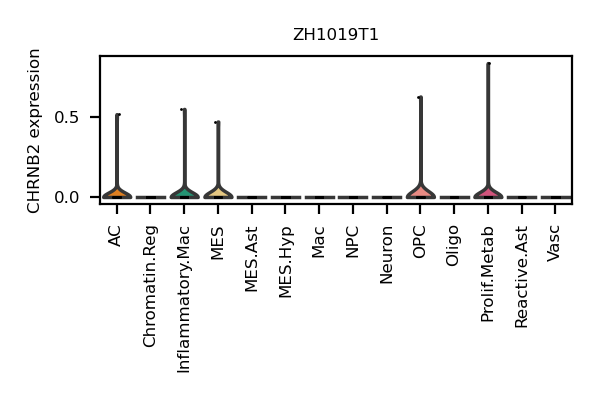 ZH1019T1
CHRNB2 expression
0.5
0.0
AC
Chromatin.Reg
Inflammatory.Mac
MES
MES.Ast
MES.Hyp
Mac
NPC
Neuron
OPC
Oligo
Prolif.Metab
Reactive.Ast
Vasc